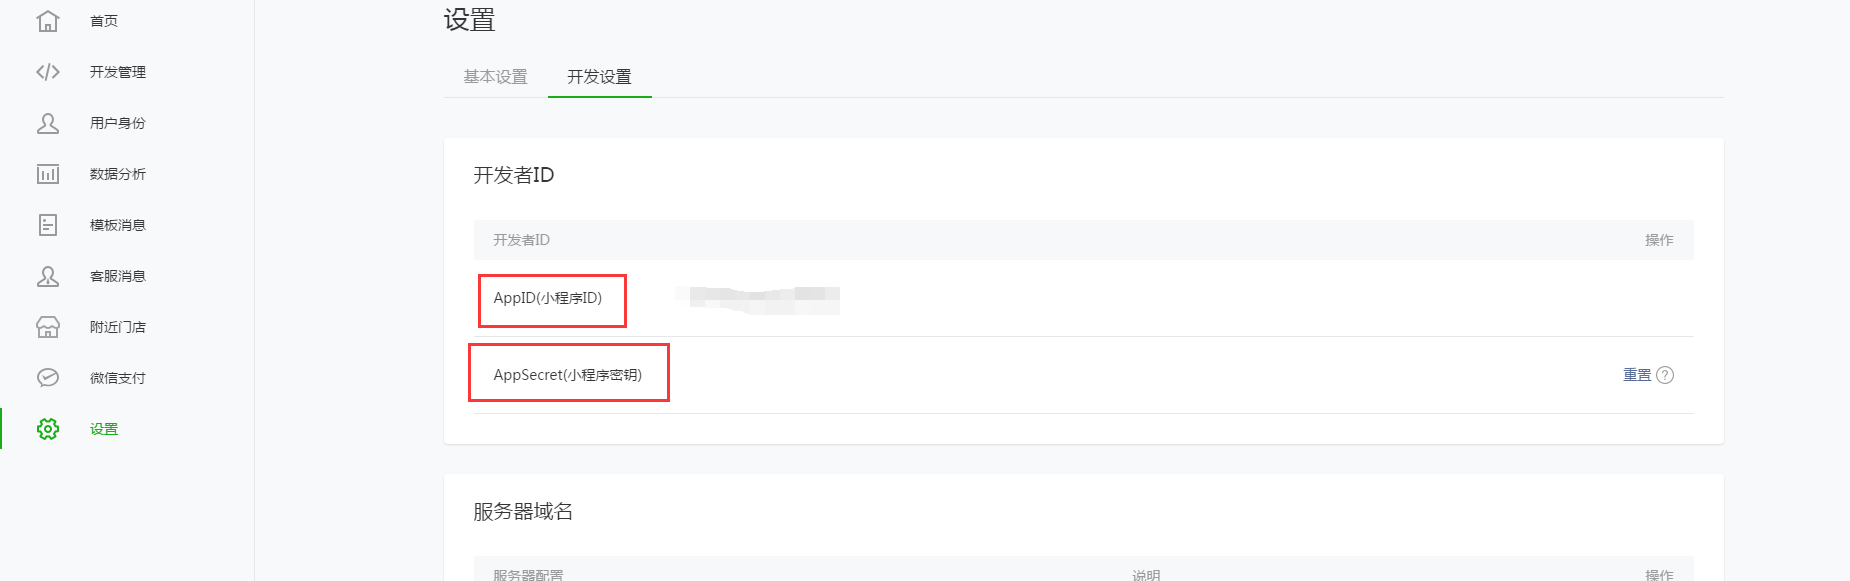 首页
开发管理
用户身份
数据分析
模板消息
客服消息
附近门店
微信支付
设置
设置
基本设置 开发设置
开发者ID
开发者ID 操作
AppID(小程序ID)
AppSecret(小程序密钥) 重置 ?
服务器域名
服务器配置 说明 操作